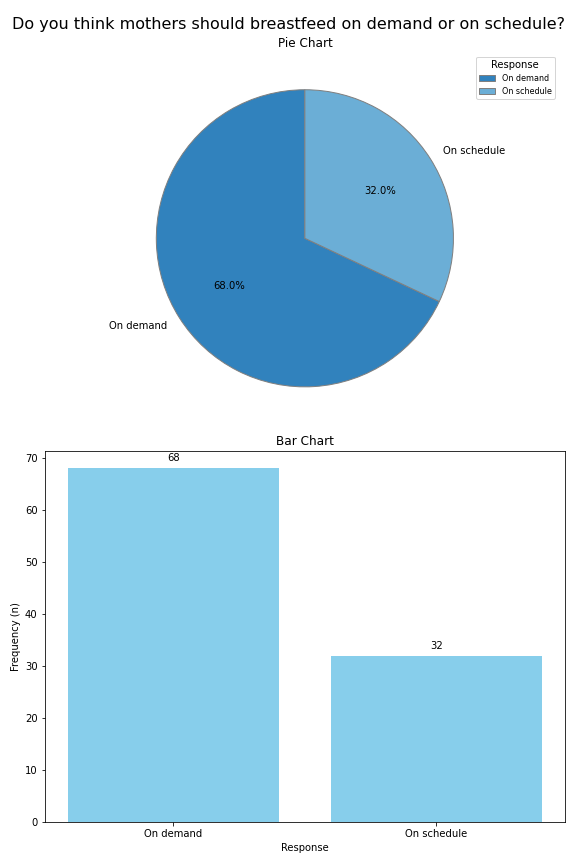 Do you think mothers should breastfeed on demand or on schedule?
Pie Chart
Response
On demand
On schedule
On schedule
32.0%
68.0%
On demand
Bar Chart
70
60
50
40
30
20
10
0
Frequency (n)
68
32
On demand
On schedule
Response